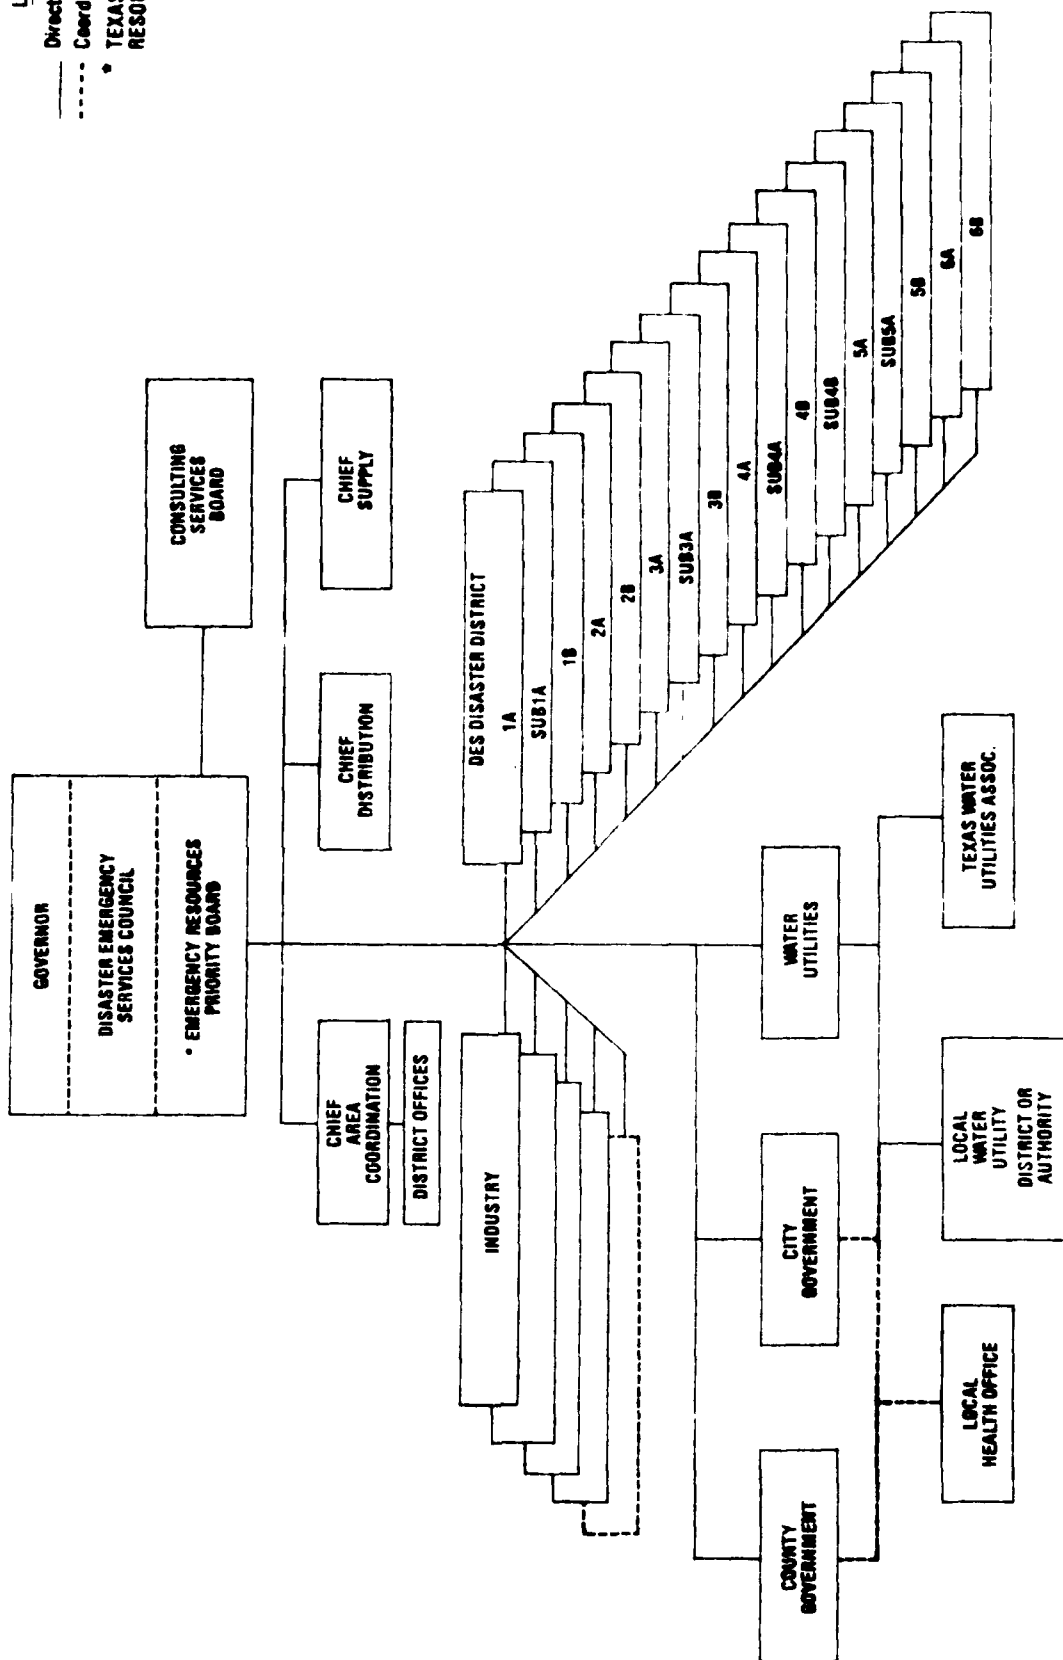 GOVERNOR
DISASTER EMERGENCY
SERVICES COUNCIL
* EMERGENCY RESOURCES
PRIORITY BOARD
CONSULTING
SERVICES
BOARD
CHIEF
AREA
COORDINATION
DISTRICT OFFICES
CHIEF
DISTRIBUTION
CHIEF
SUPPLY
INDUSTRY
DES DISASTER DISTRICT
1A
SUB1A
1B
2A
2B
3A
SUB3A
3B
4A
SUB4A
4B
SUB4B
5A
SUB5A
5B
6A
6B
COUNTY
GOVERNMENT
CITY
GOVERNMENT
WATER
UTILITIES
LOCAL
HEALTH OFFICE
LOCAL
WATER
UTILITY
DISTRICT OR
AUTHORITY
TEXAS WATER
UTILITIES ASSOC.
L
Direct
Coord
* TEXAS
RESO